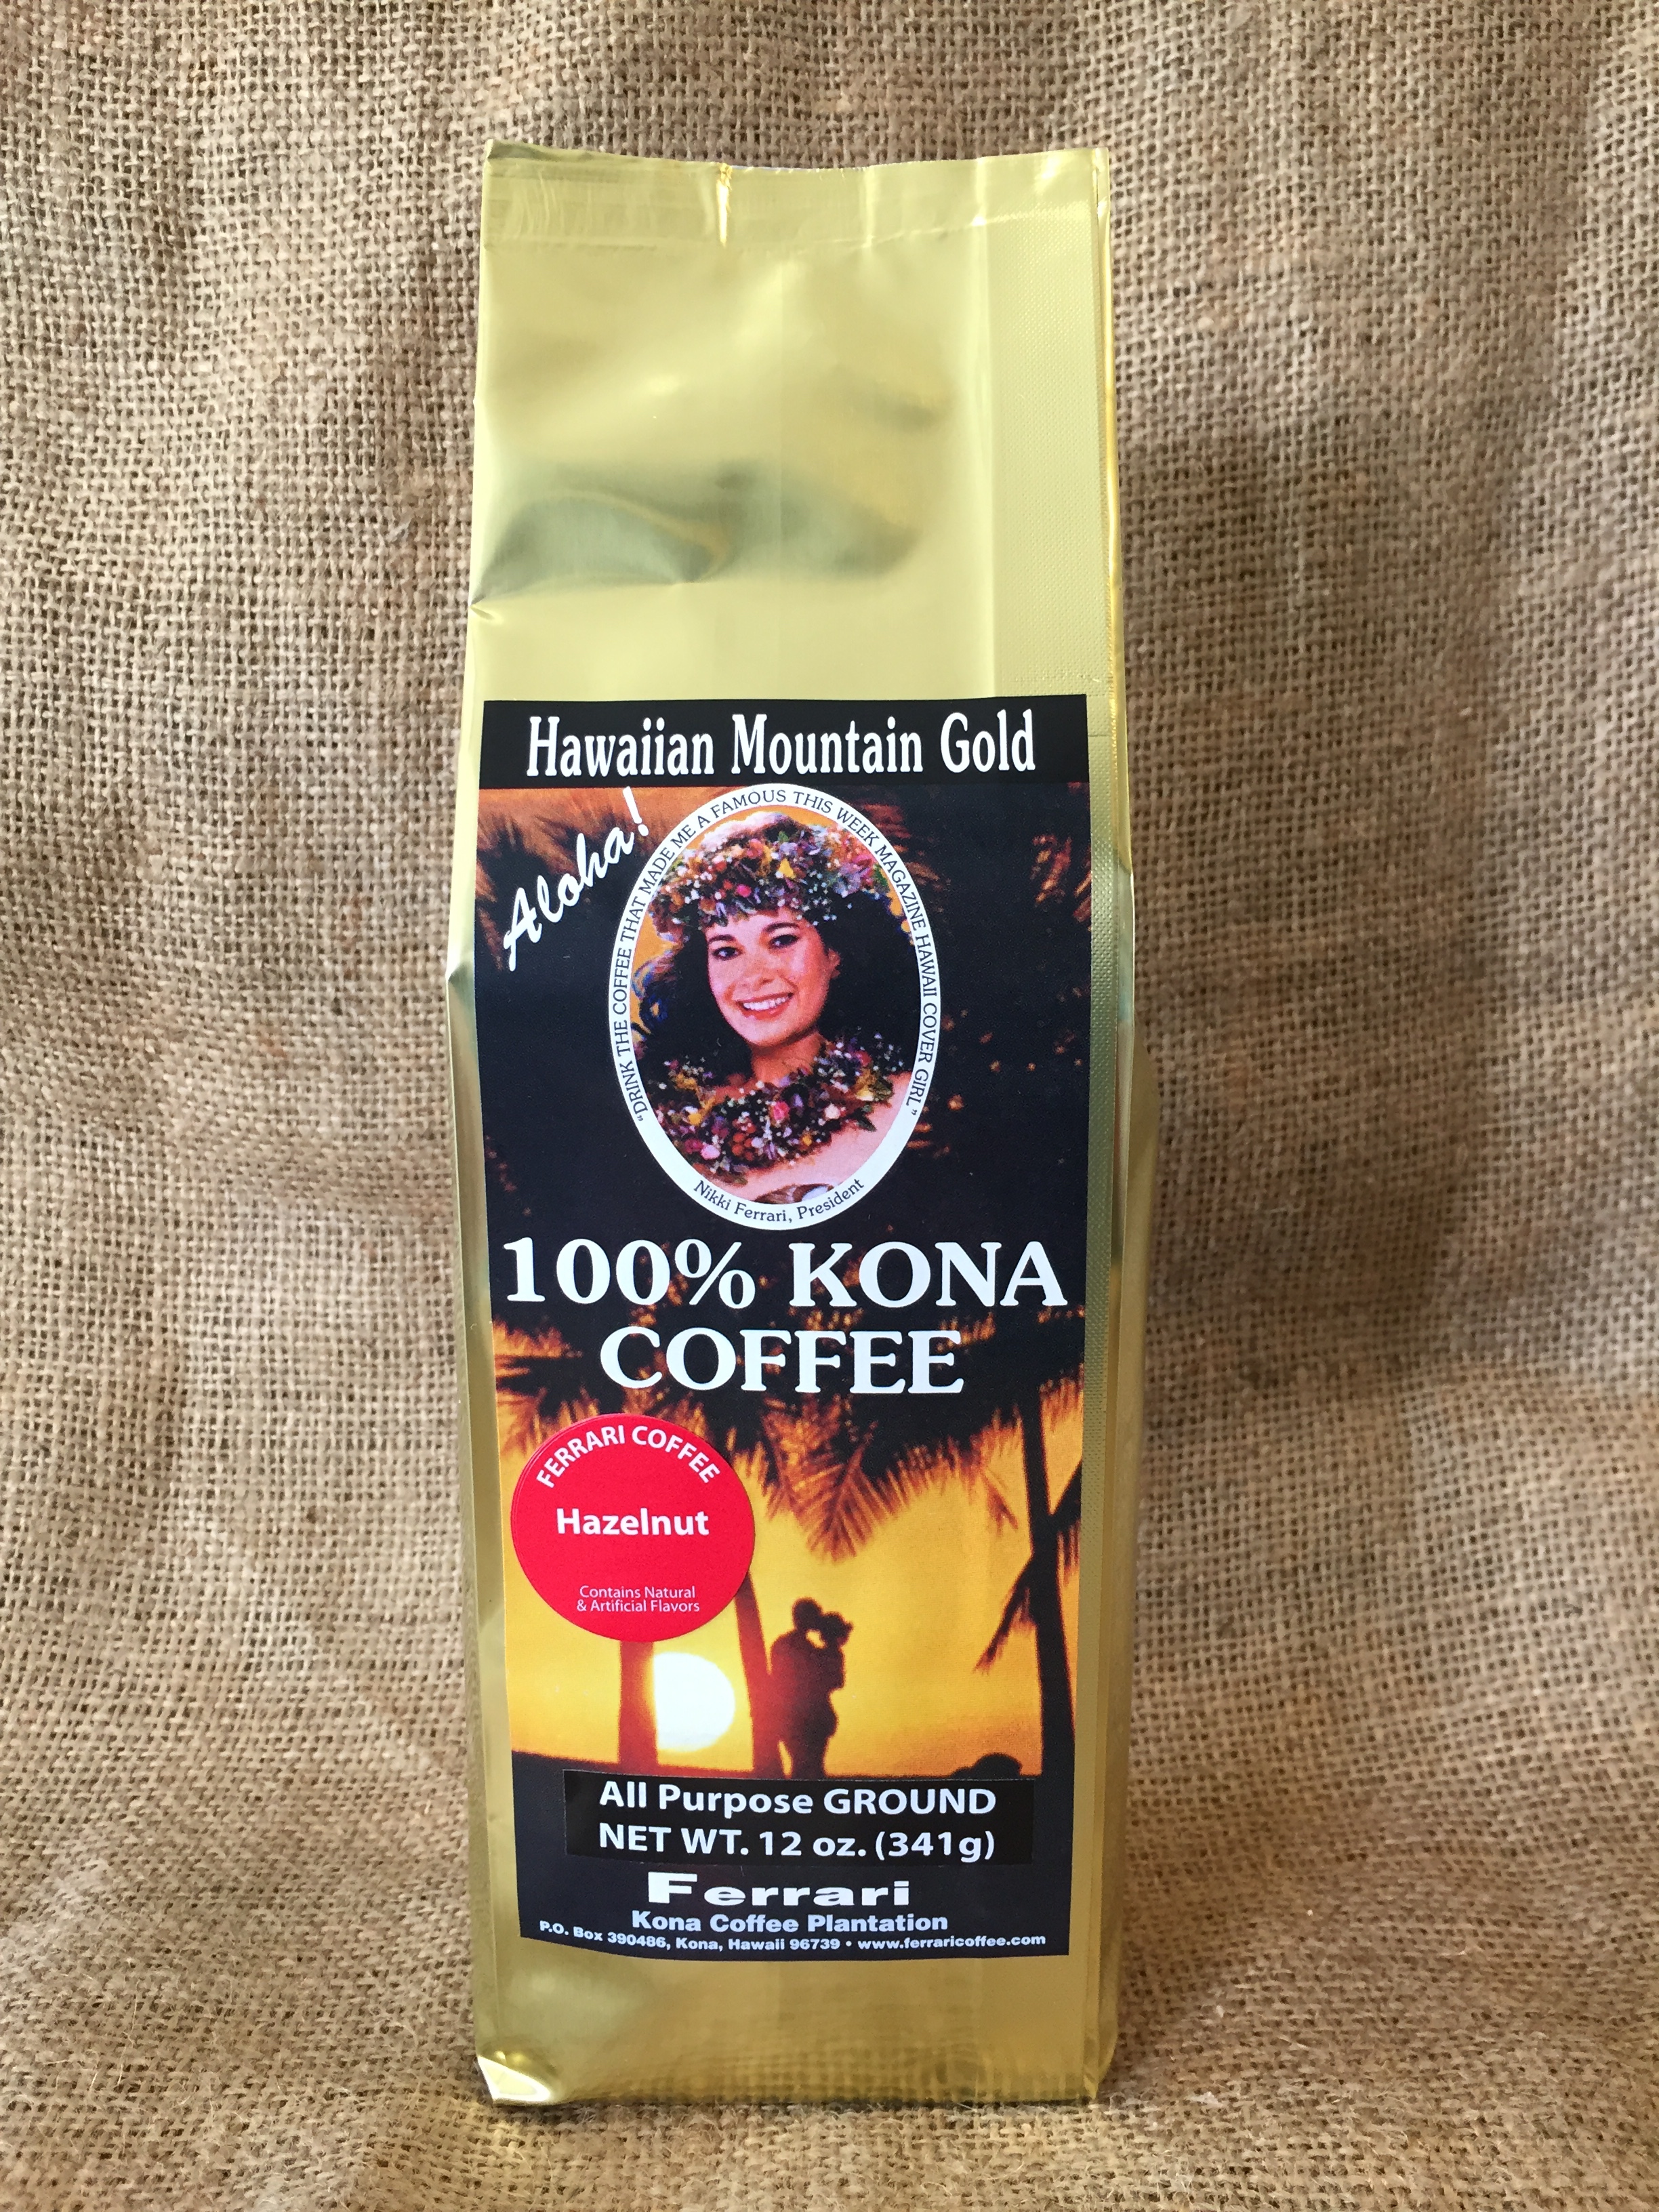 Hawaiian Mountain Gold
Aloha!
"DRINK THE COFFEE THAT MADE ME A FAMOUS THIS WEEK MAGAZINE HAWAII COVER GIRL"
Nikki Ferrari, President
100% KONA
COFFEE
FERRARI COFFEE
Hazelnut
Contains Natural
& Artificial Flavors
All Purpose GROUND
NET WT. 12 oz. (341g)
Ferrari
Kona Coffee Plantation
P.O. Box 390486, Kona, Hawaii 96739 • www.ferraricoffee.com